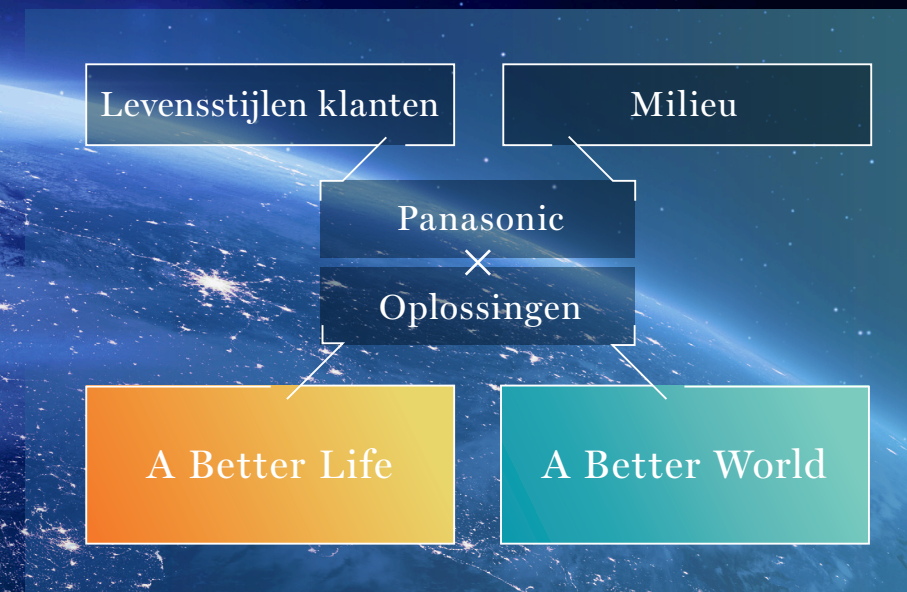 Levensstijlen klanten
Milieu
Panasonic
×
Oplossingen
A Better Life
A Better World